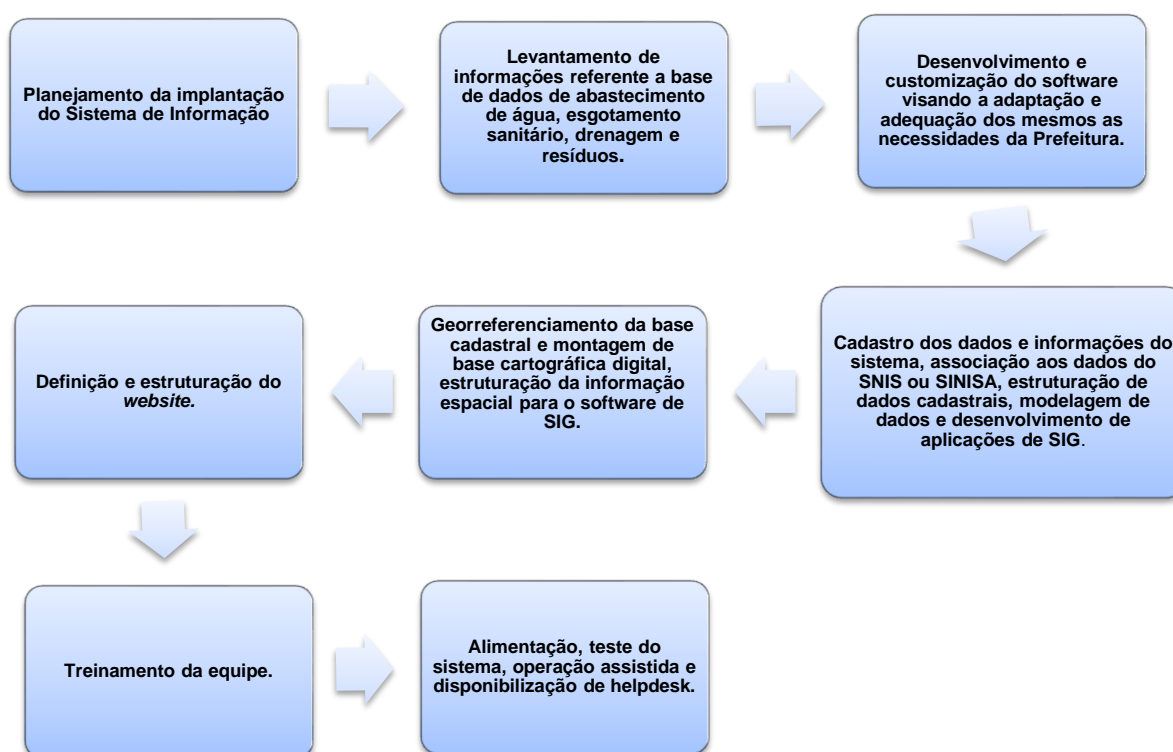 Planejamento da implantação
do Sistema de Informação
Levantamento de
informações referente a base
de dados de abastecimento
de água, esgotamento
sanitário, drenagem e
resíduos.
Desenvolvimento e
customização do software
visando a adaptação e
adequação dos mesmos as
necessidades da Prefeitura.
Cadastro dos dados e informações do
sistema, associação aos dados do
SNIS ou SINISA, estruturação de
dados cadastrais, modelagem de
dados e desenvolvimento de
aplicações de SIG.
Georreferenciamento da base
cadastral e montagem de
base cartográfica digital,
estruturação da informação
espacial para o software de
SIG.
Definição e estruturação do
website.
Treinamento da equipe.
Alimentação, teste do
sistema, operação assistida e
disponibilização de helpdesk.